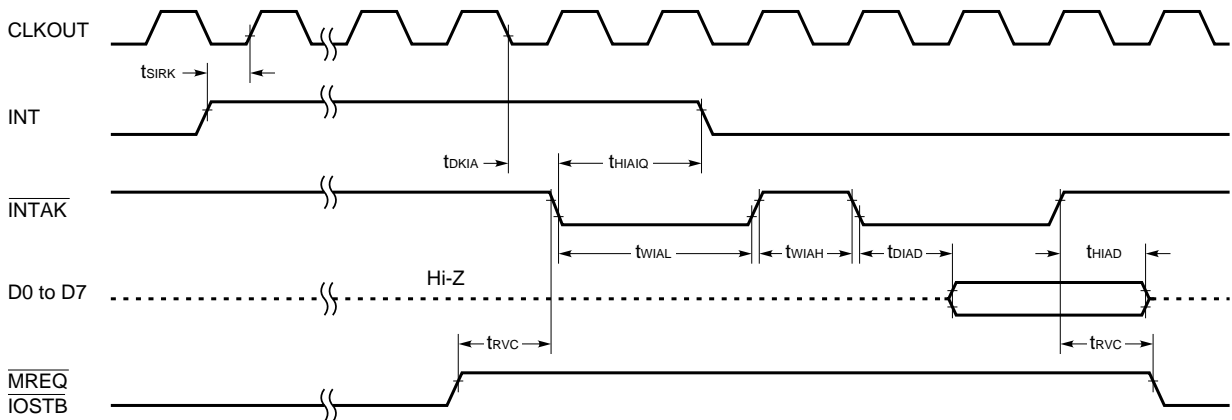 CLKOUT
tSIRK
INT
tDKIA
tHIAIQ
INTAK
tWIAL
tWIAH
tDIAD
tHIAD
Hi-Z
D0 to D7
tRVC
tRVC
MREQ
IOSTB